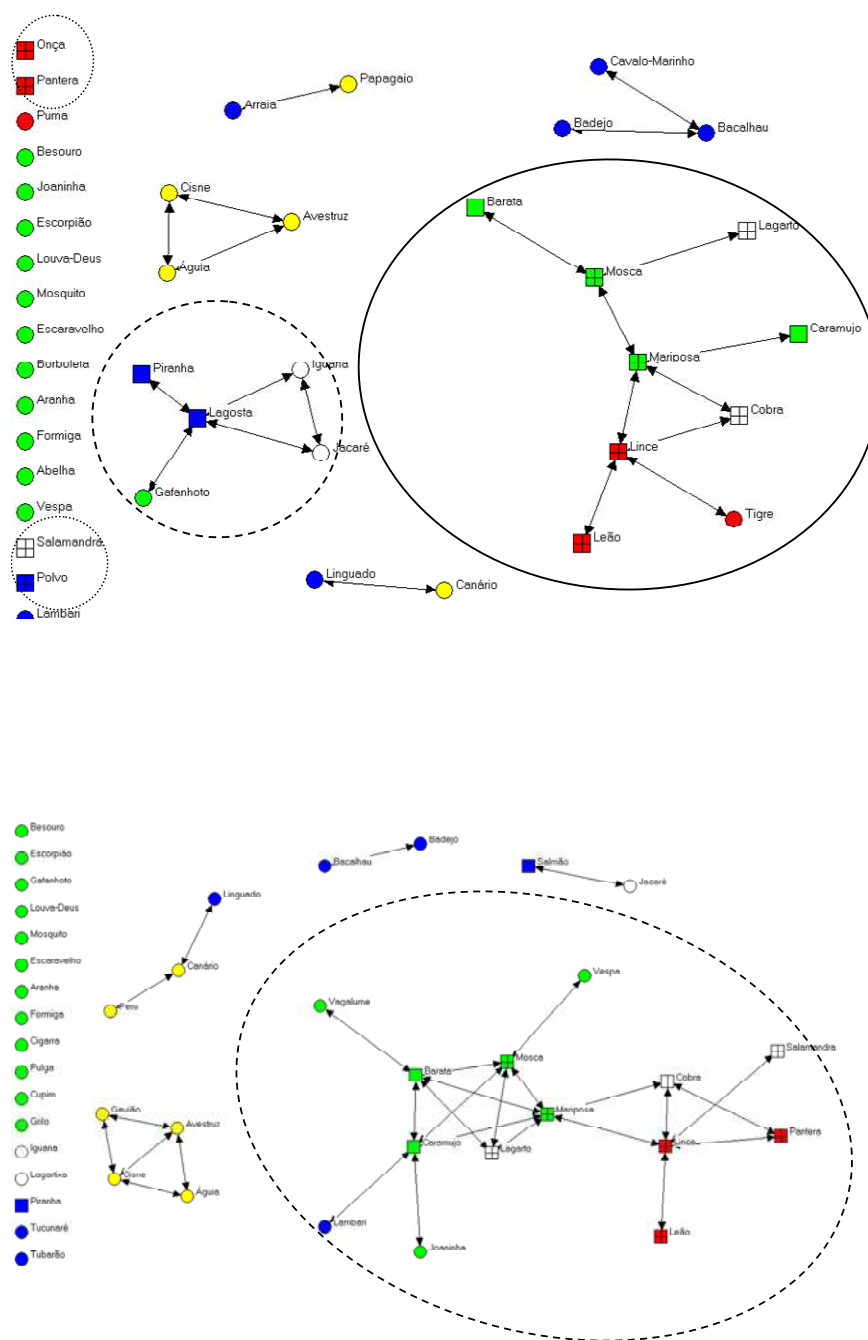 Onça
Pantera
Puma
Besouro
Joaninha
Escorpião
Louva-Deus
Mosquito
Escaravelho
Borboleta
Aranha
Formiga
Abelha
Vespa
Salamandra
Polvo
Lambari
Papagaio
Arraia
Cavalo-Marinho
Badejo
Bacalhau
Cisne
Avestruz
Águia
Barata
Lagarto
Mosca
Caramujo
Mariposa
Cobra
Lince
Tigre
Leão
Piranha
Iguana
Lagosta
Jacaré
Gafanhoto
Linguado
Canário
Besouro
Escorpião
Gafanhoto
Louva-Deus
Mosquito
Escaravelho
Aranha
Formiga
Cigarra
Pulga
Cupim
Grilo
Iguana
Lagartixa
Piranha
Tucunaré
Tubarão
Badejo
Bacalhau
Salmão
Jacaré
Linguado
Canário
Peru
Gavião
Avestruz
Cisne
Águia
Vespa
Vagalume
Mosca
Barata
Salamandra
Cobra
Mariposa
Pantera
Caramujo
Lagarto
Lince
Lambari
Joaninha
Leão